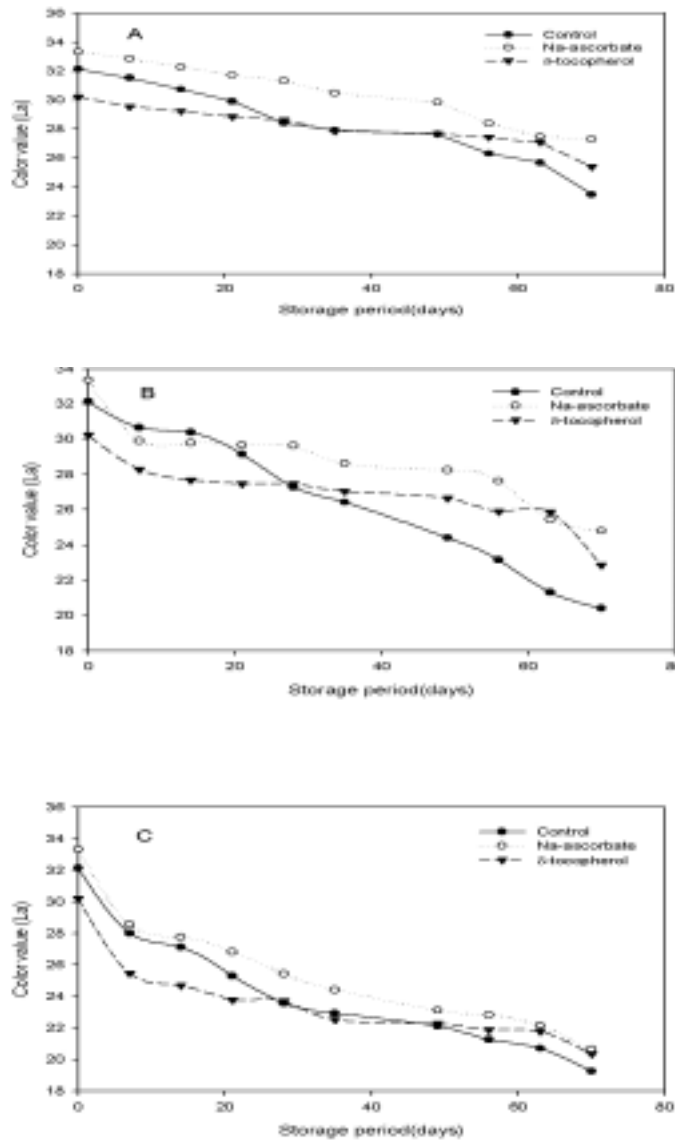 36
34
32
30
28
26
24
22
20
18
A
Control
Na-ascorbate
δ-tocopherol
Color value (La)
0 20 40 60 80
Storage period(days)
34
32
30
28
26
24
22
20
18
B
Control
Na-ascorbate
δ-tocopherol
Color value (La)
0 20 40 60 80
Storage period(days)
36
34
32
30
28
26
24
22
20
18
C
Control
Na-ascorbate
δ-tocopherol
Color value (La)
0 20 40 60 80
Storage period(days)